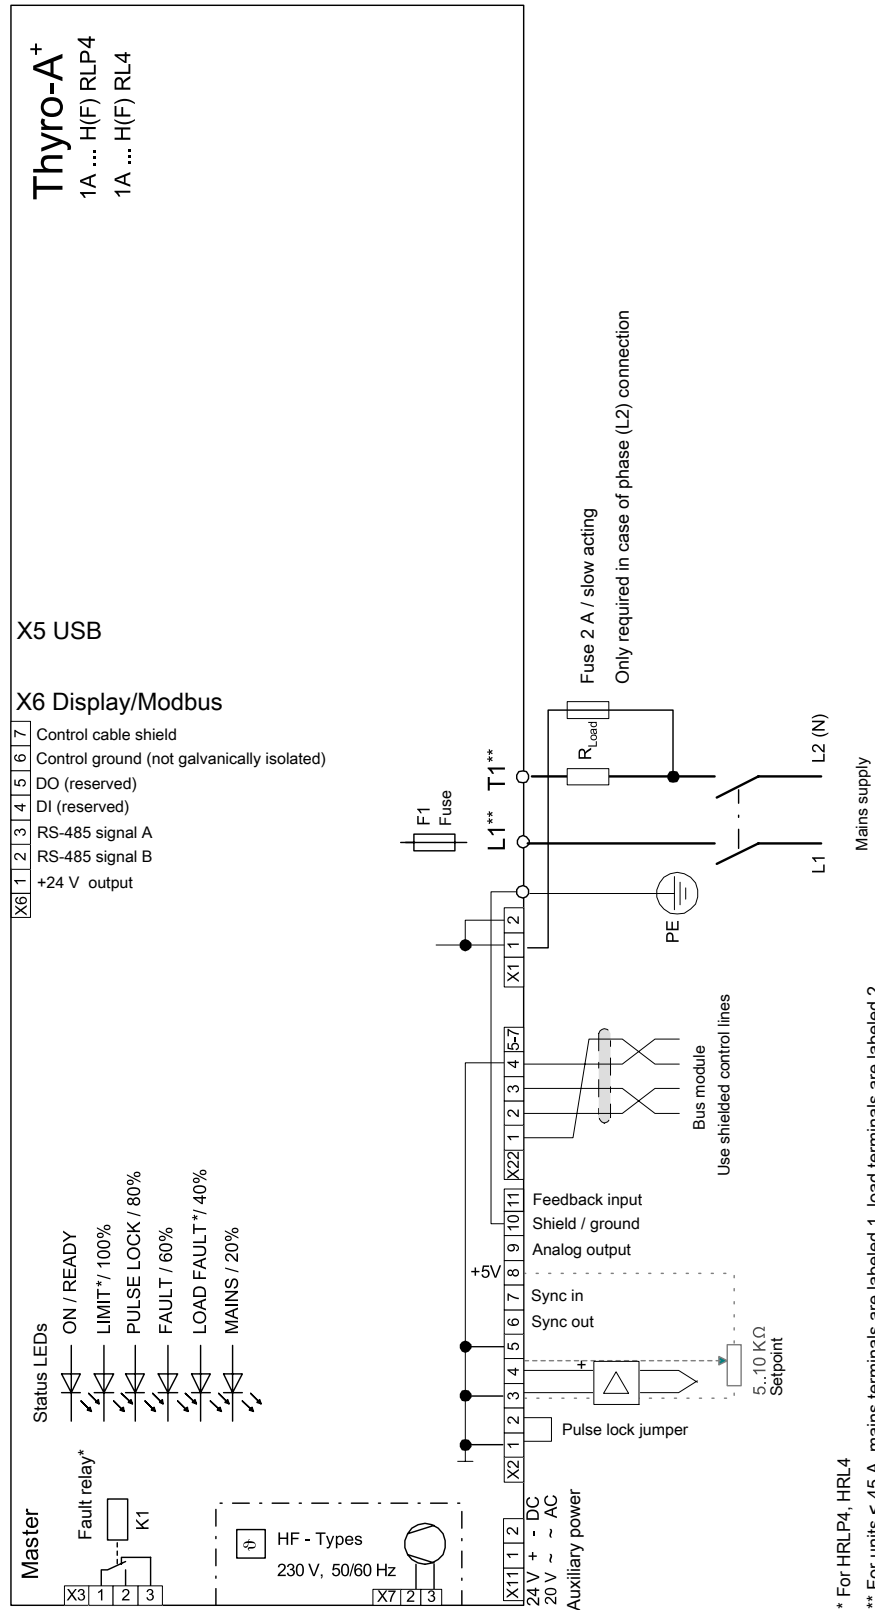 Thyro-A+
1A ... H(F) RLP4
1A ... H(F) RL4
X5 USB
X6 Display/Modbus
7 Control cable shield
6 Control ground (not galvanically isolated)
5 DO (reserved)
4 DI (reserved)
3 RS-485 signal A
2 RS-485 signal B
1 +24 V output
X6
F1
Fuse
L1**
T1**
R Load
Fuse 2 A / slow acting
Only required in case of phase (L2) connection
L2 (N)
L1
Mains supply
PE
2
1
X1
5-7
4
3
2
1
X22
Bus module
Use shielded control lines
11 Feedback input
10 Shield / ground
9 Analog output
+5V 8
7 Sync in
6 Sync out
5
4
3
2
1
X2
+
5..10 KΩ
Setpoint
Pulse lock jumper
Status LEDs
ON / READY
LIMIT*/ 100%
PULSE LOCK / 80%
FAULT / 60%
LOAD FAULT*/ 40%
MAINS / 20%
Master
Fault relay*
K1
X3 1 2 3
ϑ
HF - Types
230 V, 50/60 Hz
X7 2 3
X11 1 2
24 V + - DC
20 V ~ ~ AC
Auxiliary power
* For HRLP4, HRL4
** For units < 45 A, mains terminals are labeled 1, load terminals are labeled 2